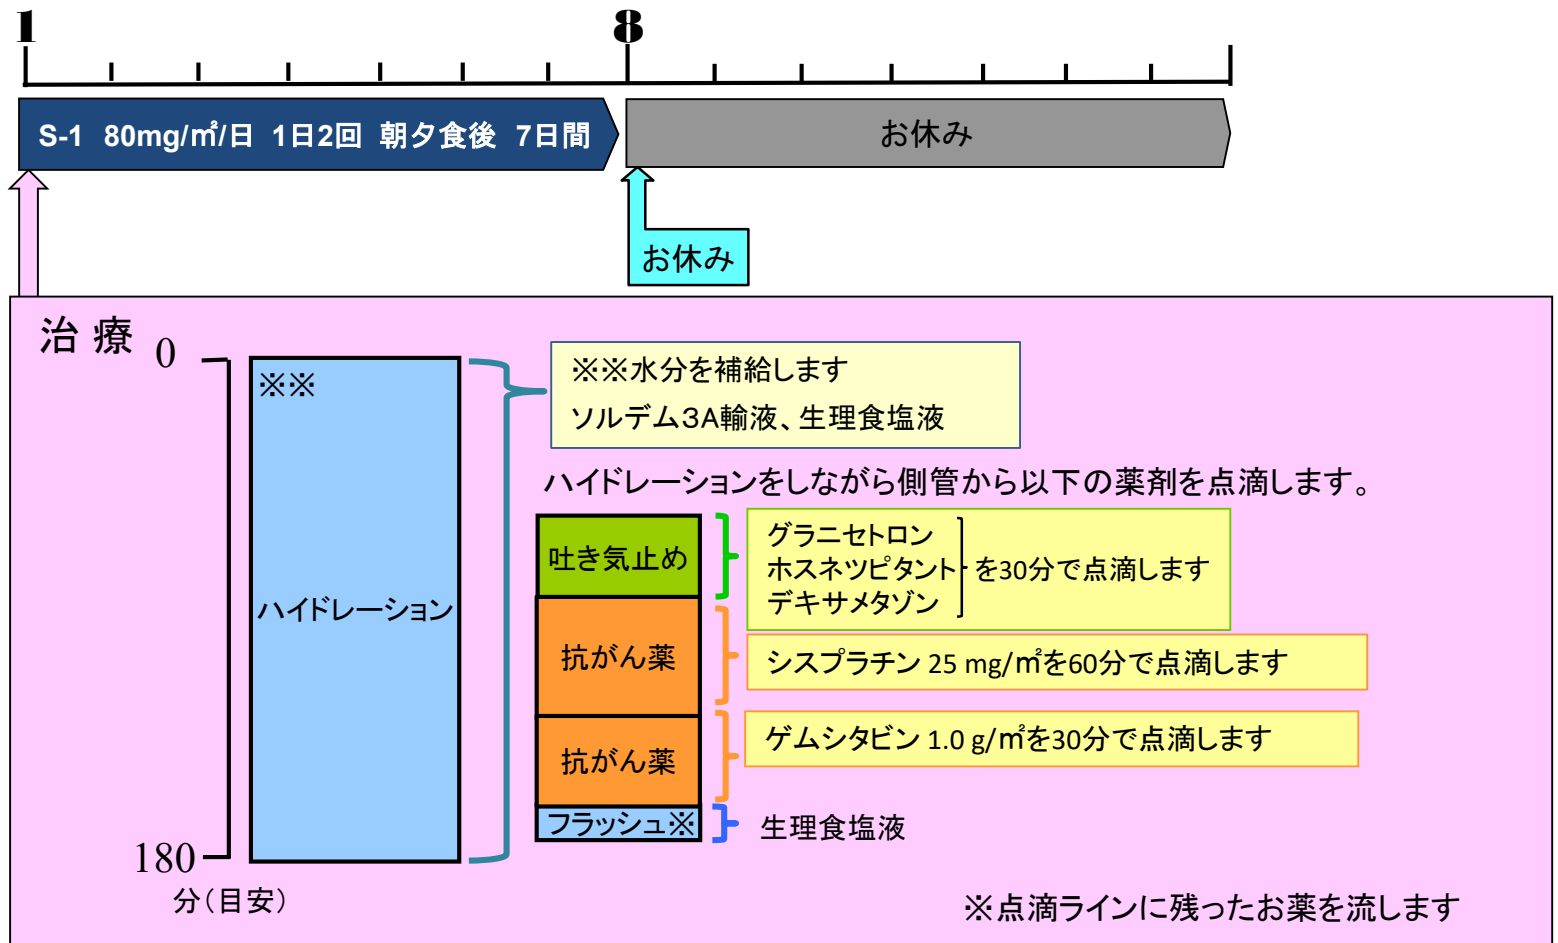 1
8
S-1 80mg/㎡/日 1日2回 朝夕食後 7日間
お休み
お休み
治 療
0
※※
ハイドレーション
180
分(目安)
※※水分を補給します
ソルデム3A輸液、生理食塩液
ハイドレーションをしながら側管から以下の薬剤を点滴します。
吐き気止め
グラニセトロン
ホスネツピタント
デキサメタゾン
を30分で点滴します
抗がん薬
シスプラチン 25 mg/㎡を60分で点滴します
抗がん薬
ゲムシタビン 1.0 g/㎡を30分で点滴します
フラッシュ※
生理食塩液
※点滴ラインに残ったお薬を流します